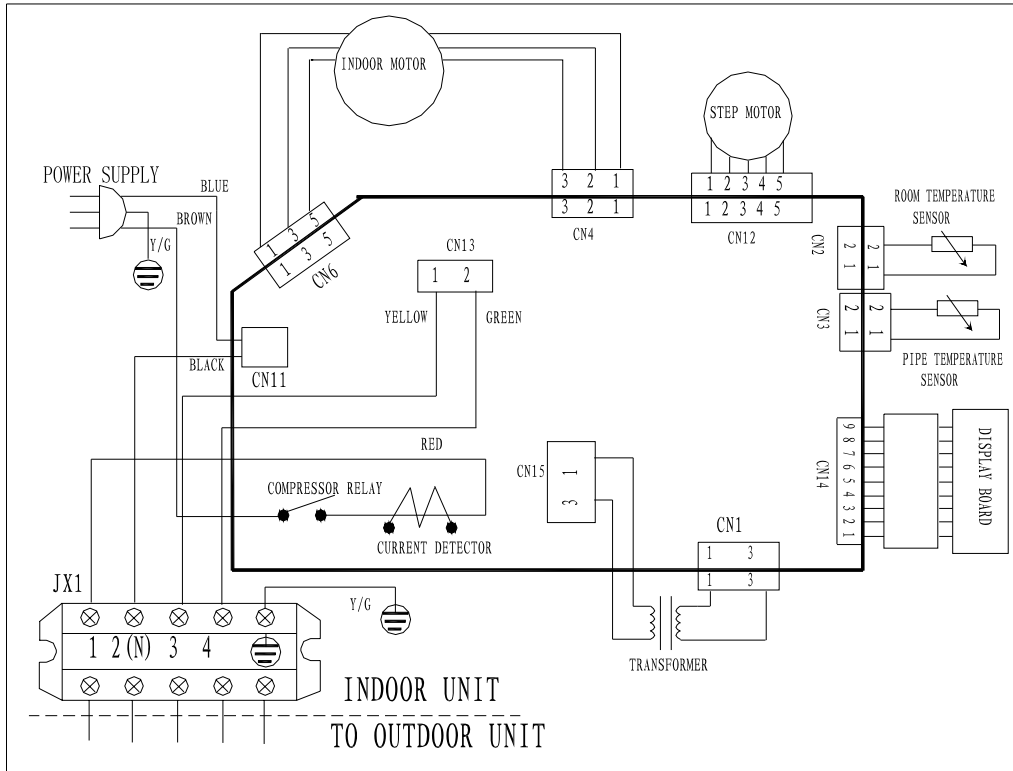 INDOOR MOTOR
STEP MOTOR
POWER SUPPLY
BLUE
BROWN
Y/G
3 2 1
3 2 1
CN4
1 2 3 4 5
1 2 3 4 5
CN12
ROOM TEMPERATURE
SENSOR
1 3 5
1 3 5
CN6
CN13
1 2
YELLOW
GREEN
CN2
2 1
2 1
CN3
2 1
2 1
PIPE TEMPERATURE
SENSOR
BLACK
CN11
RED
COMPRESSOR RELAY
CURRENT DETECTOR
CN15
1 3
CN14
9 8 7 6 5 4 3 2 1
DISPLAY BOARD
CN1
1 3
1 3
TRANSFORMER
JX1
Y/G
1 2(N) 3 4
INDOOR UNIT
TO OUTDOOR UNIT